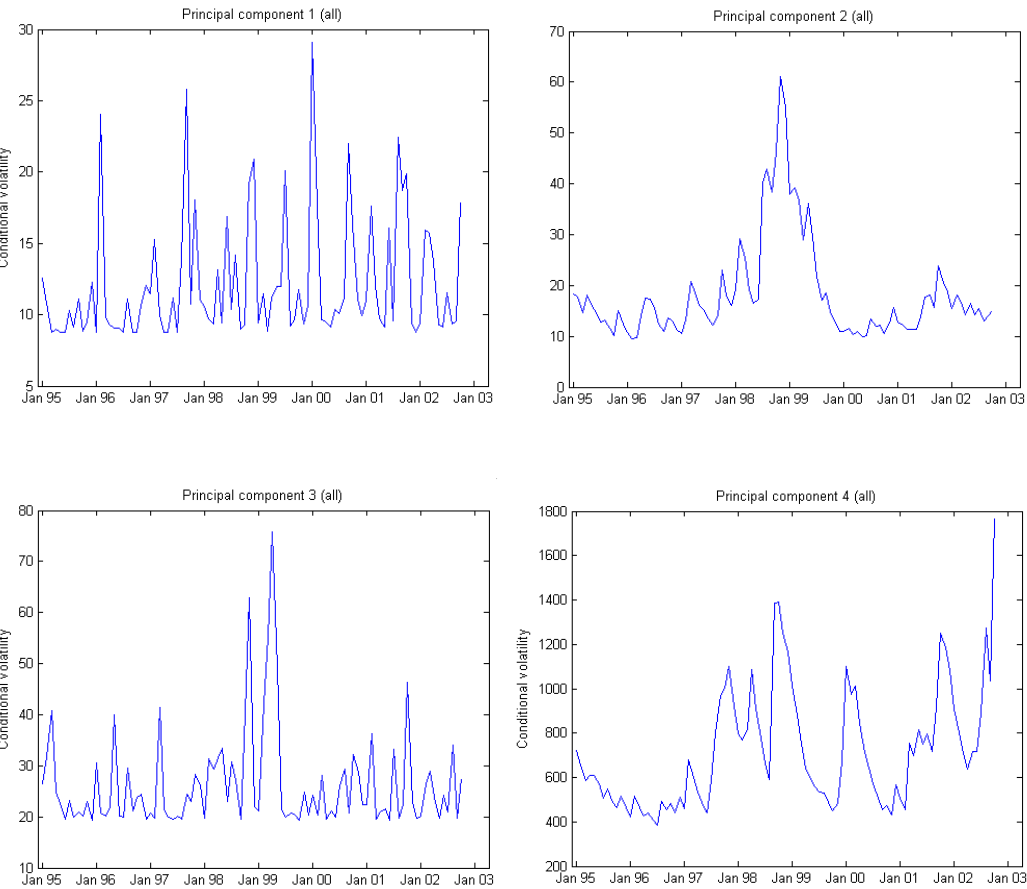 Principal component 1 (all)
30
25
20
15
10
5
Conditional volatility
Jan 95 Jan 96 Jan 97 Jan 98 Jan 99 Jan 00 Jan 01 Jan 02 Jan 03
Principal component 2 (all)
70
60
50
40
30
20
10
0
Jan 95 Jan 96 Jan 97 Jan 98 Jan 99 Jan 00 Jan 01 Jan 02 Jan 03
Principal component 3 (all)
80
70
60
50
40
30
20
10
Conditional volatility
Jan 95 Jan 96 Jan 97 Jan 98 Jan 99 Jan 00 Jan 01 Jan 02 Jan 03
Principal component 4 (all)
1800
1600
1400
1200
1000
800
600
400
200
Conditional volatility
Jan 95 Jan 96 Jan 97 Jan 98 Jan 99 Jan 00 Jan 01 Jan 02 Jan 03